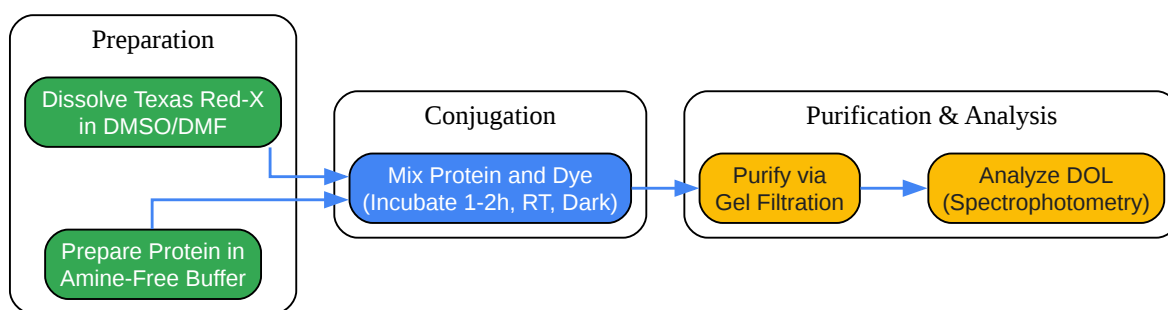 Preparation
Dissolve Texas Red-X
in DMSO/DMF
Prepare Protein in
Amine-Free Buffer
Conjugation
Mix Protein and Dye
(Incubate 1-2h, RT, Dark)
Purification & Analysis
Purify via
Gel Filtration
Analyze DOL
(Spectrophotometry)